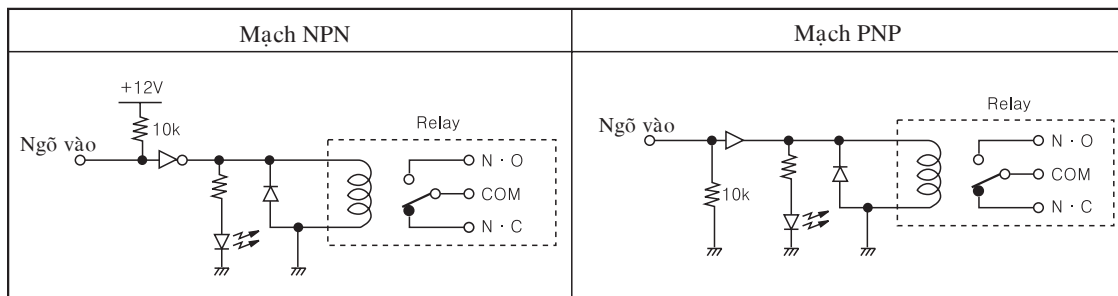 Mạch NPN
Mạch PNP
+12V
10k
Ngõ vào
Relay
N · O
COM
N · C
Ngõ vào
10k
Relay
N · O
COM
N · C